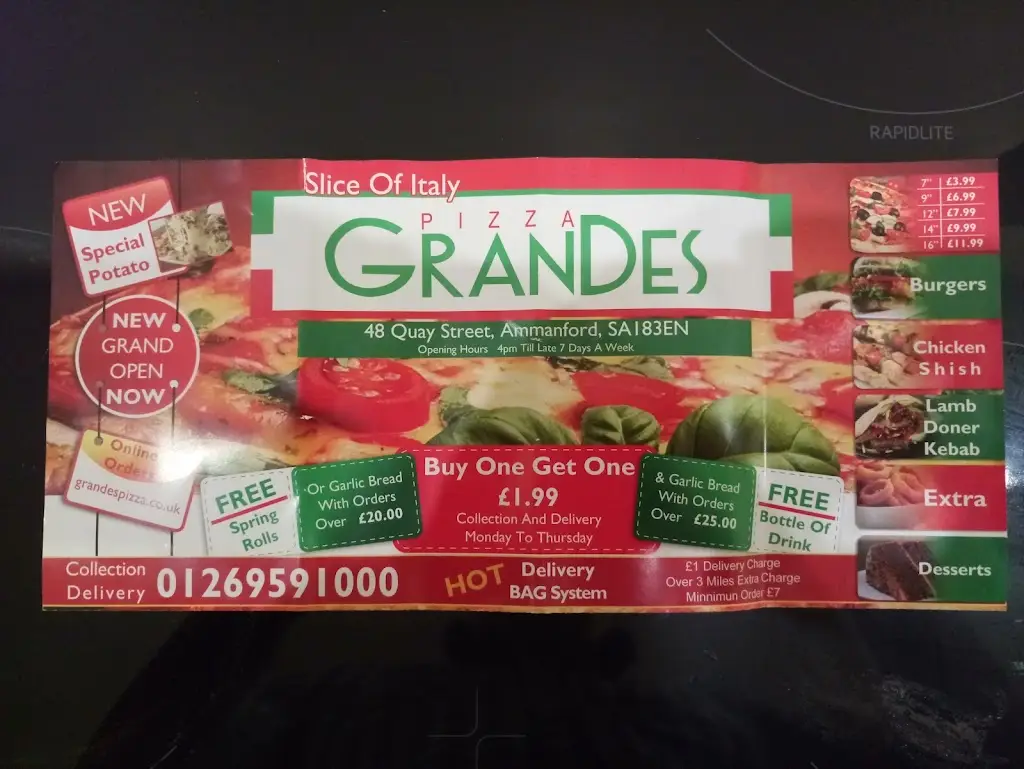 RAPIDLITE
Slice Of Italy
PIZZA
GRANDES
48 Quay Street, Ammanford, SA183EN
Opening Hours 4pm Till Late 7 Days A Week
NEW
Special
Potato
NEW
GRAND
OPEN
NOW
Online
Order
grandespizza.co.uk
FREE
Spring
Rolls
Or Garlic Bread
With Orders
Over £20.00
Buy One Get One
£1.99
Collection And Delivery
Monday To Thursday
& Garlic Bread
With Orders
Over £25.00
FREE
Bottle Of
Drink
Collection
Delivery
01269591000
HOT
Delivery
BAG System
£1 Delivery Charge
Over 3 Miles Extra Charge
Minnimun Order £7
7" £3.99
9" £6.99
12" £7.99
14" £9.99
16" £11.99
Burgers
Chicken
Shish
Lamb
Doner
Kebab
Extra
Desserts